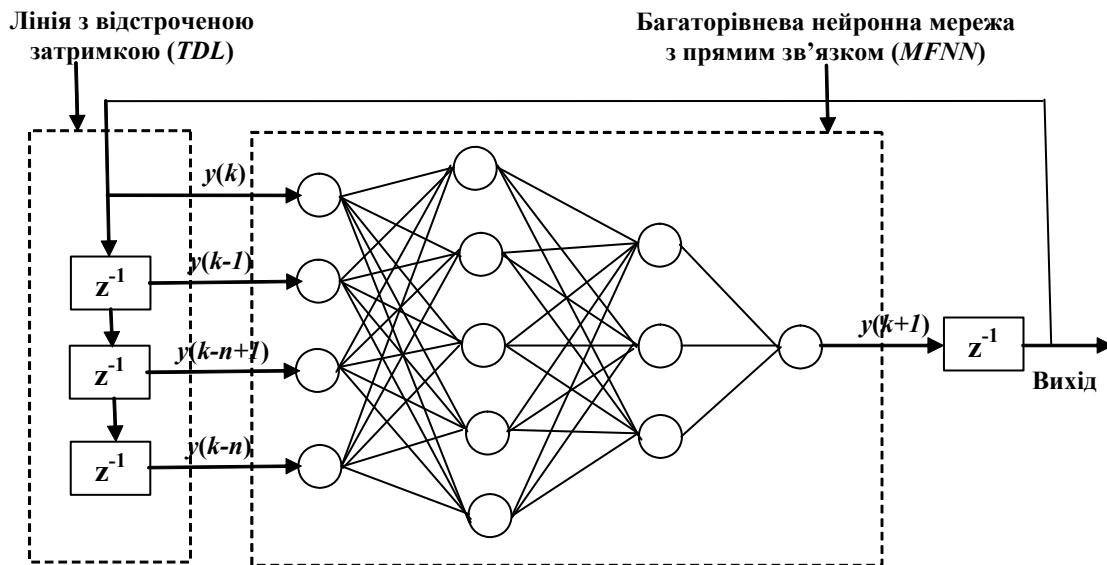 Лінія з відстроченою
затримкою (TDL)
Багаторівнева нейронна мережа
з прямим зв’язком (MFNN)
y(k)
y(k-1)
z-1
y(k-n+1)
z-1
y(k-n)
z-1
y(k+1)
z-1
Вихід